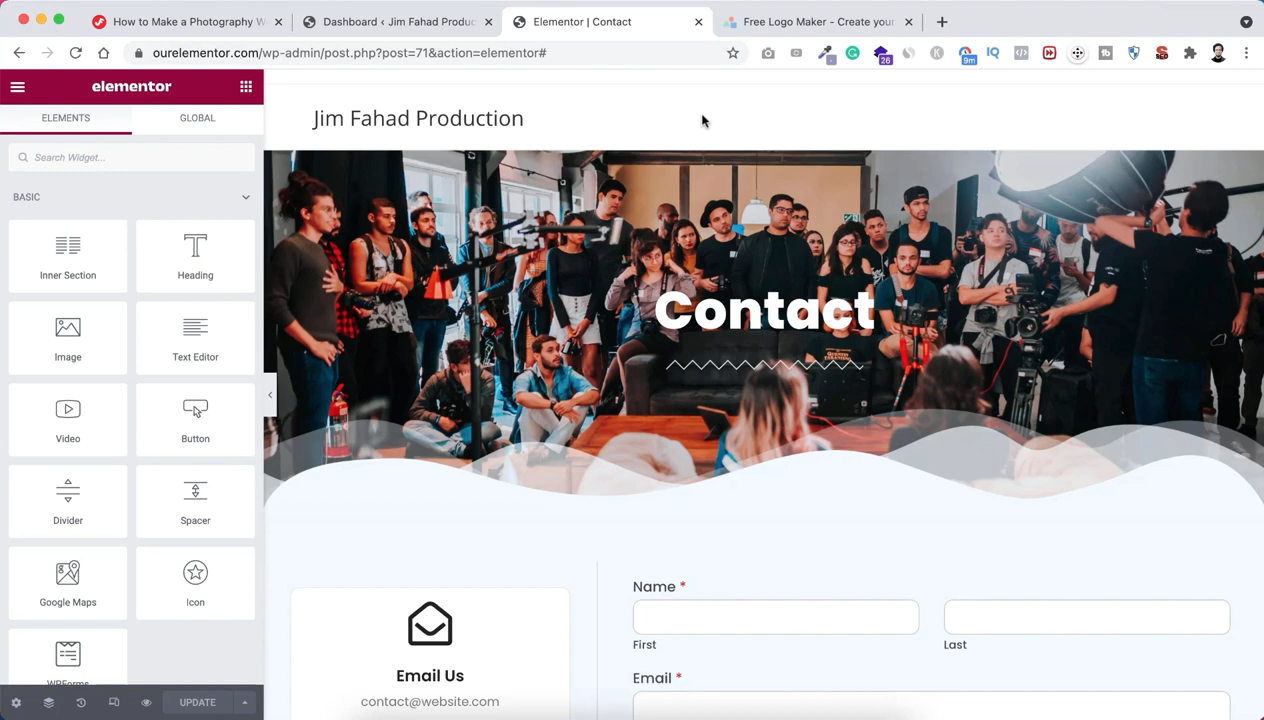 How to Make a Photography W
Dashboard ‹ Jim Fahad Produc
Elementor | Contact
Free Logo Maker - Create your
ourelementor.com/wp-admin/post.php?post=71&action=elementor#
26
9m
IQ
elementor
ELEMENTS
GLOBAL
Search Widget...
BASIC
Inner Section
Heading
Image
Text Editor
Video
Button
Divider
Spacer
Google Maps
Icon
WPForms
UPDATE
Jim Fahad Production
Contact
Email Us
contact@website.com
Name *
First
Last
Email *